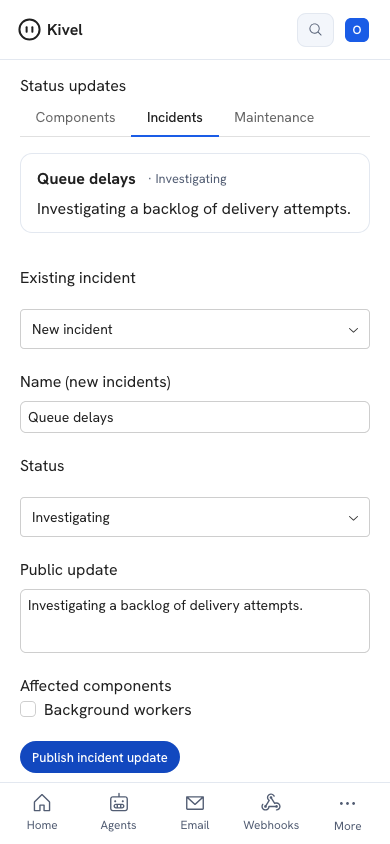 Kivel
O
Status updates
Components Incidents Maintenance
Queue delays · Investigating
Investigating a backlog of delivery attempts.
Existing incident
New incident
Name (new incidents)
Queue delays
Status
Investigating
Public update
Investigating a backlog of delivery attempts.
Affected components
Background workers
Publish incident update
Home Agents Email Webhooks More